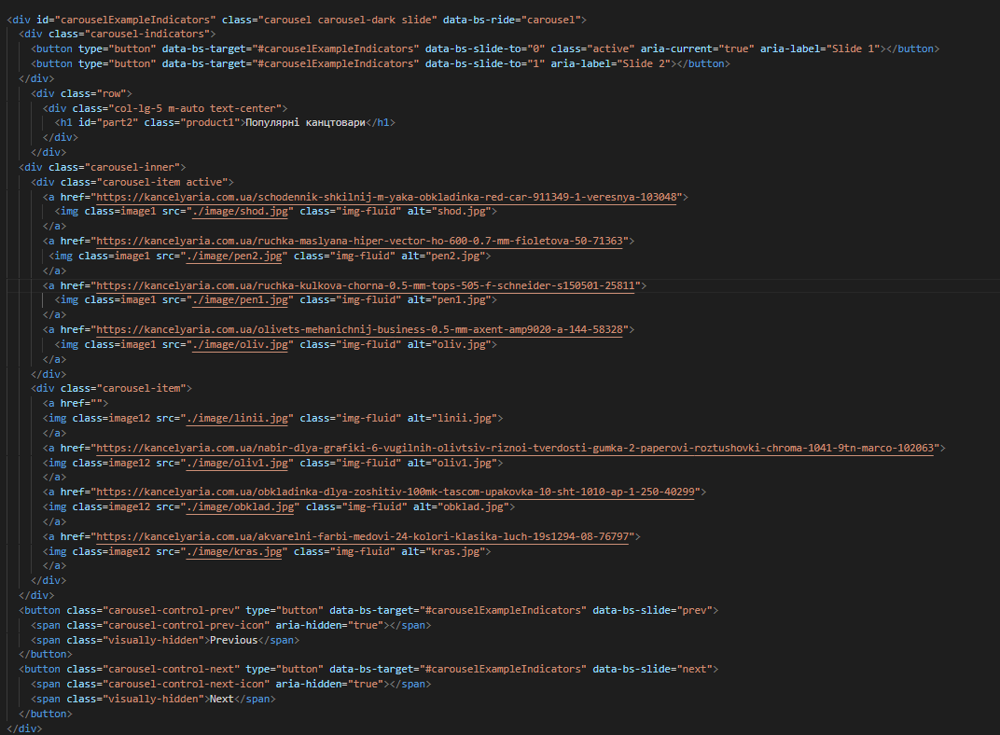 <div id="carouselExampleIndicators" class="carousel carousel-dark slide" data-bs-ride="carousel">
<div class="carousel-indicators">
<button type="button" data-bs-target="#carouselExampleIndicators" data-bs-slide-to="0" class="active" aria-current="true" aria-label="Slide 1"></button>
<button type="button" data-bs-target="#carouselExampleIndicators" data-bs-slide-to="1" aria-label="Slide 2"></button>
</div>
<div class="row">
<div class="col-lg-5 m-auto text-center">
<h1 id="part2" class="product1">Популярні канцтовари</h1>
</div>
</div>
<div class="carousel-inner">
<div class="carousel-item active">
<a href="https://kancelyaria.com.ua/schodennik-shkilnij-m-yaka-obkladinka-red-car-911349-1-veresnya-103048">
<img class=image1 src="./image/shod.jpg" class="img-fluid" alt="shod.jpg">
</a>
<a href="https://kancelyaria.com.ua/ruchka-maslyana-hiper-vector-ho-600-0.7-mm-fioletova-50-71363">
<img class=image1 src="./image/pen2.jpg" class="img-fluid" alt="pen2.jpg">
</a>
<a href="https://kancelyaria.com.ua/ruchka-kulkova-chorna-0.5-mm-tops-505-f-schneider-s150501-25811">
<img class=image1 src="./image/pen1.jpg" class="img-fluid" alt="pen1.jpg">
</a>
<a href="https://kancelyaria.com.ua/olivets-mehanichnij-business-0.5-mm-axent-amp9020-a-144-58328">
<img class=image1 src="./image/oliv.jpg" class="img-fluid" alt="oliv.jpg">
</a>
</div>
<div class="carousel-item">
<a href="">
<img class=image12 src="./image/linii.jpg" class="img-fluid" alt="linii.jpg">
</a>
<a href="https://kancelyaria.com.ua/nabir-dlya-grafiki-6-vugilnih-olivtsiv-riznoi-tverdosti-gumka-2-paperovi-roztushovki-chroma-1041-9tn-marco-102063">
<img class=image12 src="./image/oliv1.jpg" class="img-fluid" alt="oliv1.jpg">
</a>
<a href="https://kancelyaria.com.ua/obkladinka-dlya-zoshitiv-100mk-tascom-upakovka-10-sht-1010-ap-1-250-40299">
<img class=image12 src="./image/obklad.jpg" class="img-fluid" alt="obklad.jpg">
</a>
<a href="https://kancelyaria.com.ua/akvarelni-farbi-medovi-24-kolori-klasika-luch-19s1294-08-76797">
<img class=image12 src="./image/kras.jpg" class="img-fluid" alt="kras.jpg">
</a>
</div>
</div>
<button class="carousel-control-prev" type="button" data-bs-target="#carouselExampleIndicators" data-bs-slide="prev">
<span class="carousel-control-prev-icon" aria-hidden="true"></span>
<span class="visually-hidden">Previous</span>
</button>
<button class="carousel-control-next" type="button" data-bs-target="#carouselExampleIndicators" data-bs-slide="next">
<span class="carousel-control-next-icon" aria-hidden="true"></span>
<span class="visually-hidden">Next</span>
</button>
</div>